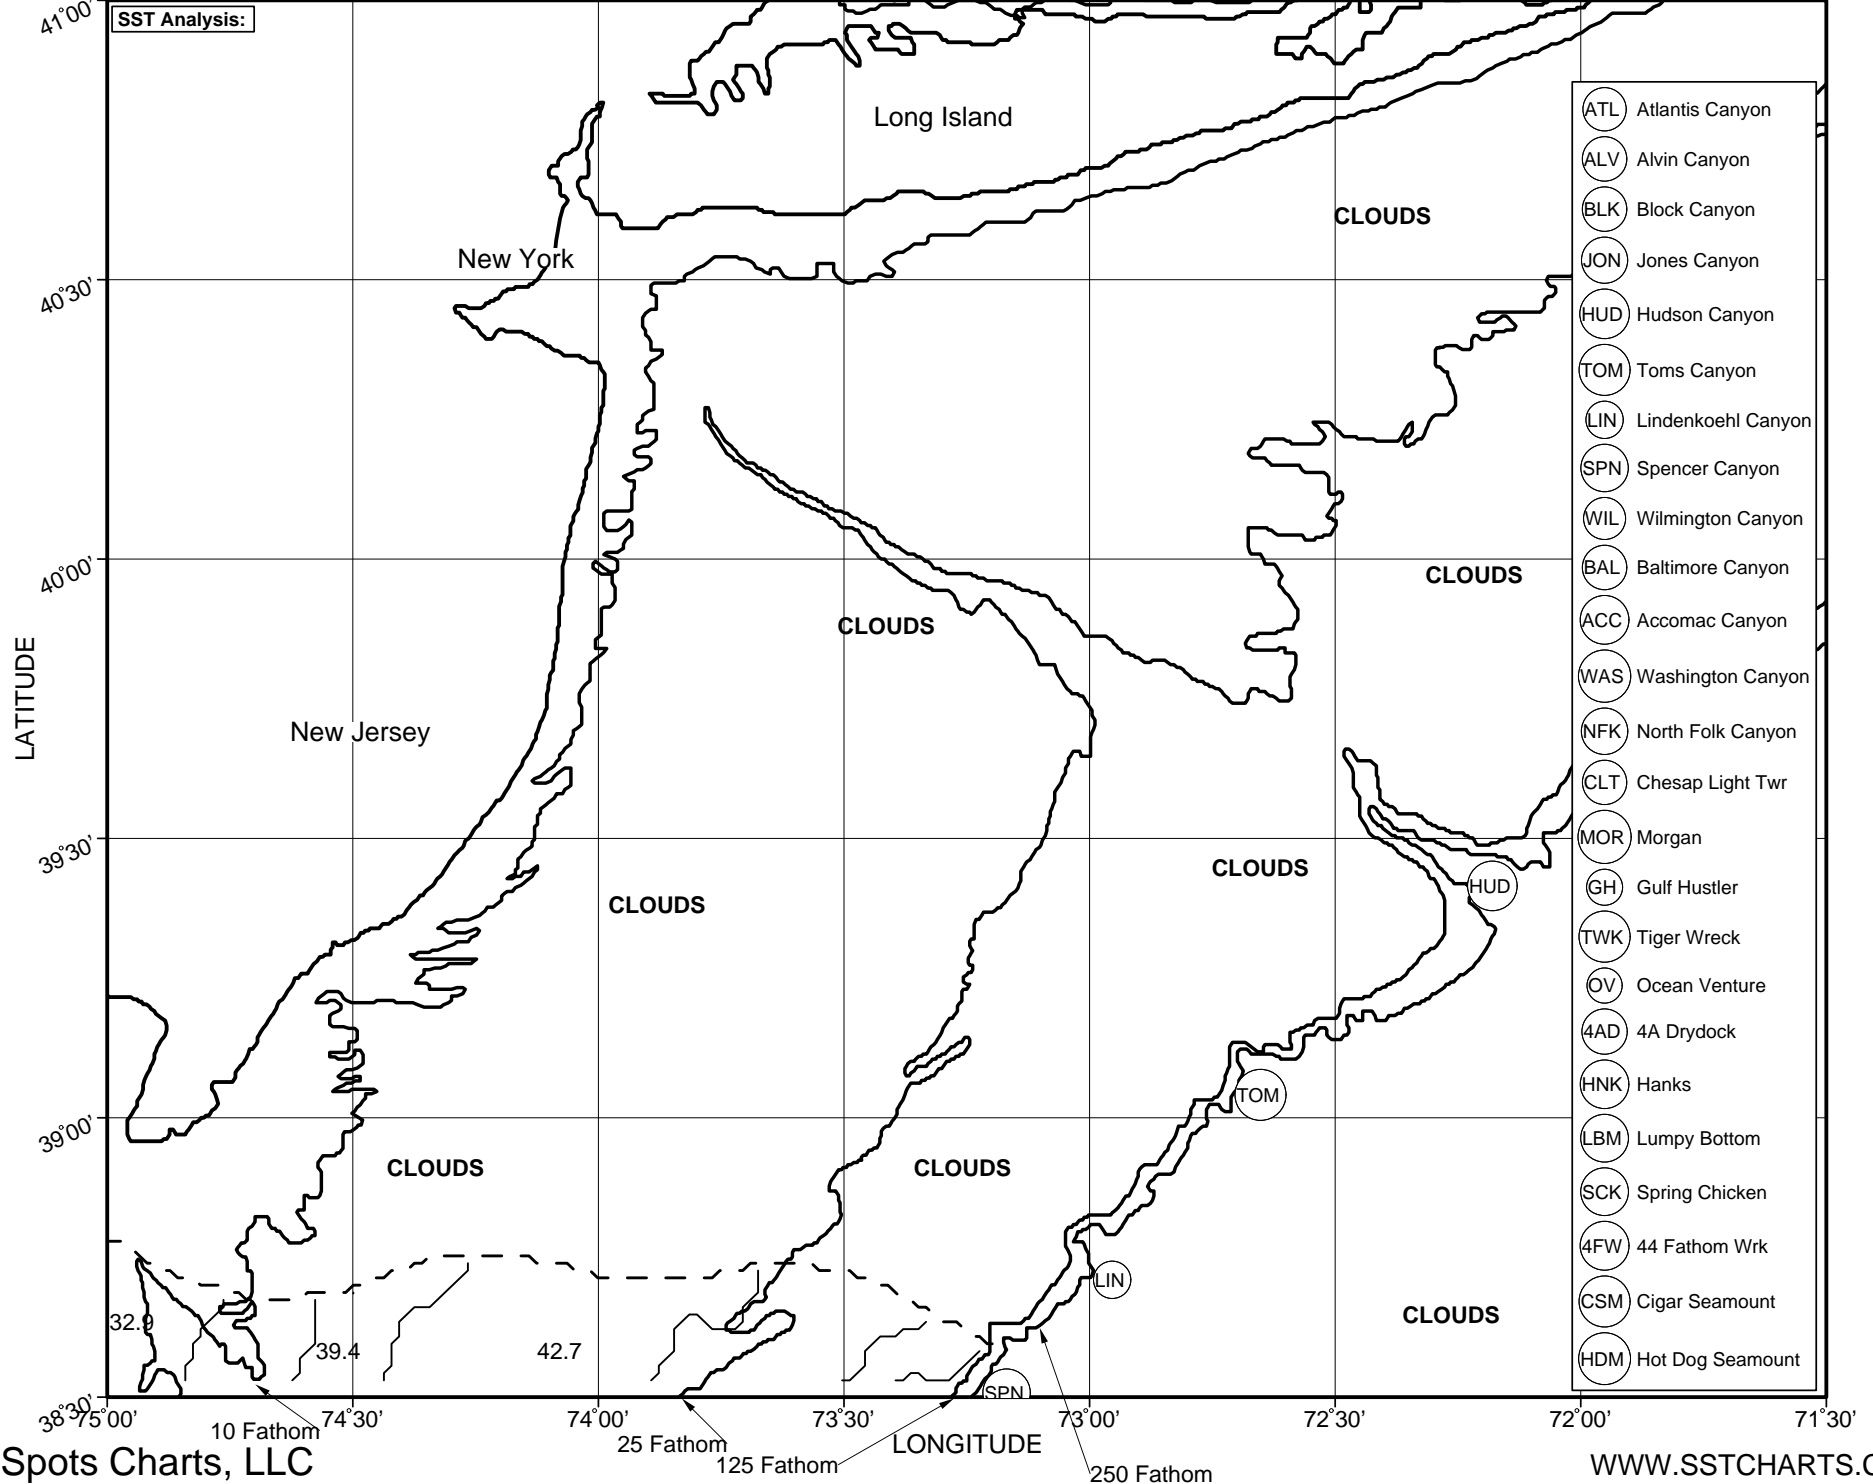 41°00'
SST Analysis:
Long Island
CLOUDS
New York
40°30'
40°00'
CLOUDS
CLOUDS
LATITUDE
New Jersey
39°30'
CLOUDS
CLOUDS
HUD
TOM
39°00'
CLOUDS
CLOUDS
LIN
CLOUDS
32.9
39.4
42.7
SPN
38°30'
ATL Atlantis Canyon
ALV Alvin Canyon
BLK Block Canyon
JON Jones Canyon
HUD Hudson Canyon
TOM Toms Canyon
LIN Lindenkoehl Canyon
SPN Spencer Canyon
WIL Wilmington Canyon
BAL Baltimore Canyon
ACC Accomac Canyon
WAS Washington Canyon
NFK North Folk Canyon
CLT Chesap Light Twr
MOR Morgan
GH Gulf Hustler
TWK Tiger Wreck
OV Ocean Venture
4AD 4A Drydock
HNK Hanks
LBM Lumpy Bottom
SCK Spring Chicken
4FW 44 Fathom Wrk
CSM Cigar Seamount
HDM Hot Dog Seamount
75°00' 74°30' 74°00' 73°30' 73°00' 72°30' 72°00' 71°30'
10 Fathom
25 Fathom
LONGITUDE
125 Fathom
250 Fathom
Spots Charts, LLC
WWW.SSTCHARTS.C